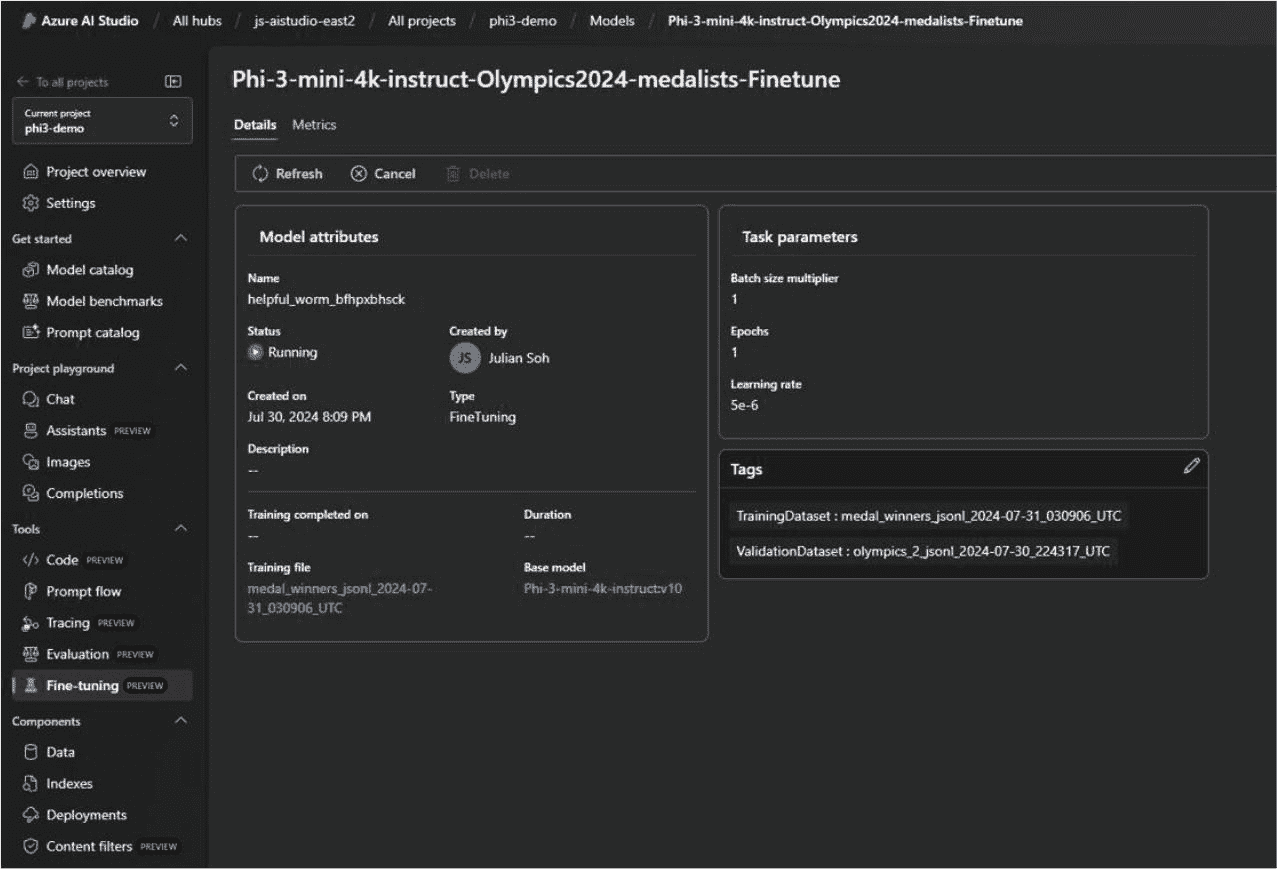 Azure AI Studio / All hubs / js-aistudio-east2 / All projects / phi3-demo / Models / Phi-3-mini-4k-instruct-Olympics2024-medalists-Finetune
To all projects
Current project
phi3-demo
Project overview
Settings
Get started
Model catalog
Model benchmarks
Prompt catalog
Project playground
Chat
Assistants PREVIEW
Images
Completions
Tools
Code PREVIEW
Prompt flow
Tracing PREVIEW
Evaluation PREVIEW
Fine-tuning PREVIEW
Components
Data
Indexes
Deployments
Content filters PREVIEW
Phi-3-mini-4k-instruct-Olympics2024-medalists-Finetune
Details Metrics
Refresh Cancel Delete
Model attributes
Name
helpful_worm_bfhpxbhsck
Status Created by
Running JS Julian Soh
Created on Type
Jul 30, 2024 8:09 PM FineTuning
Description
--
Training completed on Duration
-- --
Training file Base model
medal_winners_jsonl_2024-07- Phi-3-mini-4k-instruct:v10
31_030906_UTC
Task parameters
Batch size multiplier
1
Epochs
1
Learning rate
5e-6
Tags
TrainingDataset : medal_winners_jsonl_2024-07-31_030906_UTC
ValidationDataset : olympics_2_jsonl_2024-07-30_224317_UTC